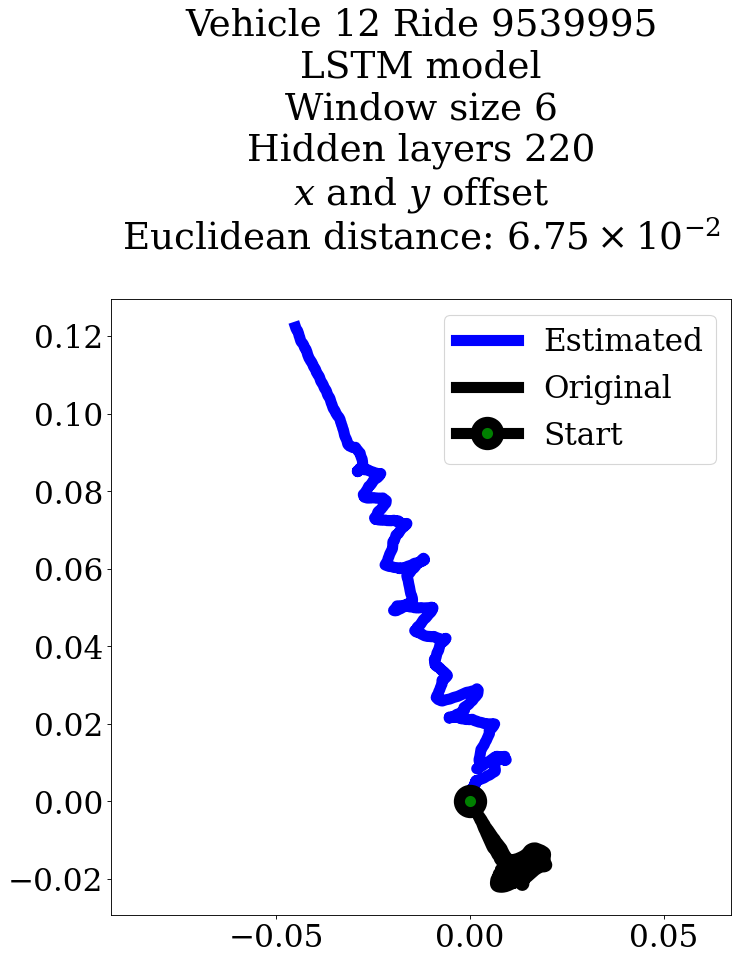 Vehicle 12 Ride 9539995
LSTM model
Window size 6
Hidden layers 220
x and y offset
Euclidean distance: 6.75 × 10⁻²
Estimated
Original
Start
0.12
0.10
0.08
0.06
0.04
0.02
0.00
−0.02
−0.05 0.00 0.05